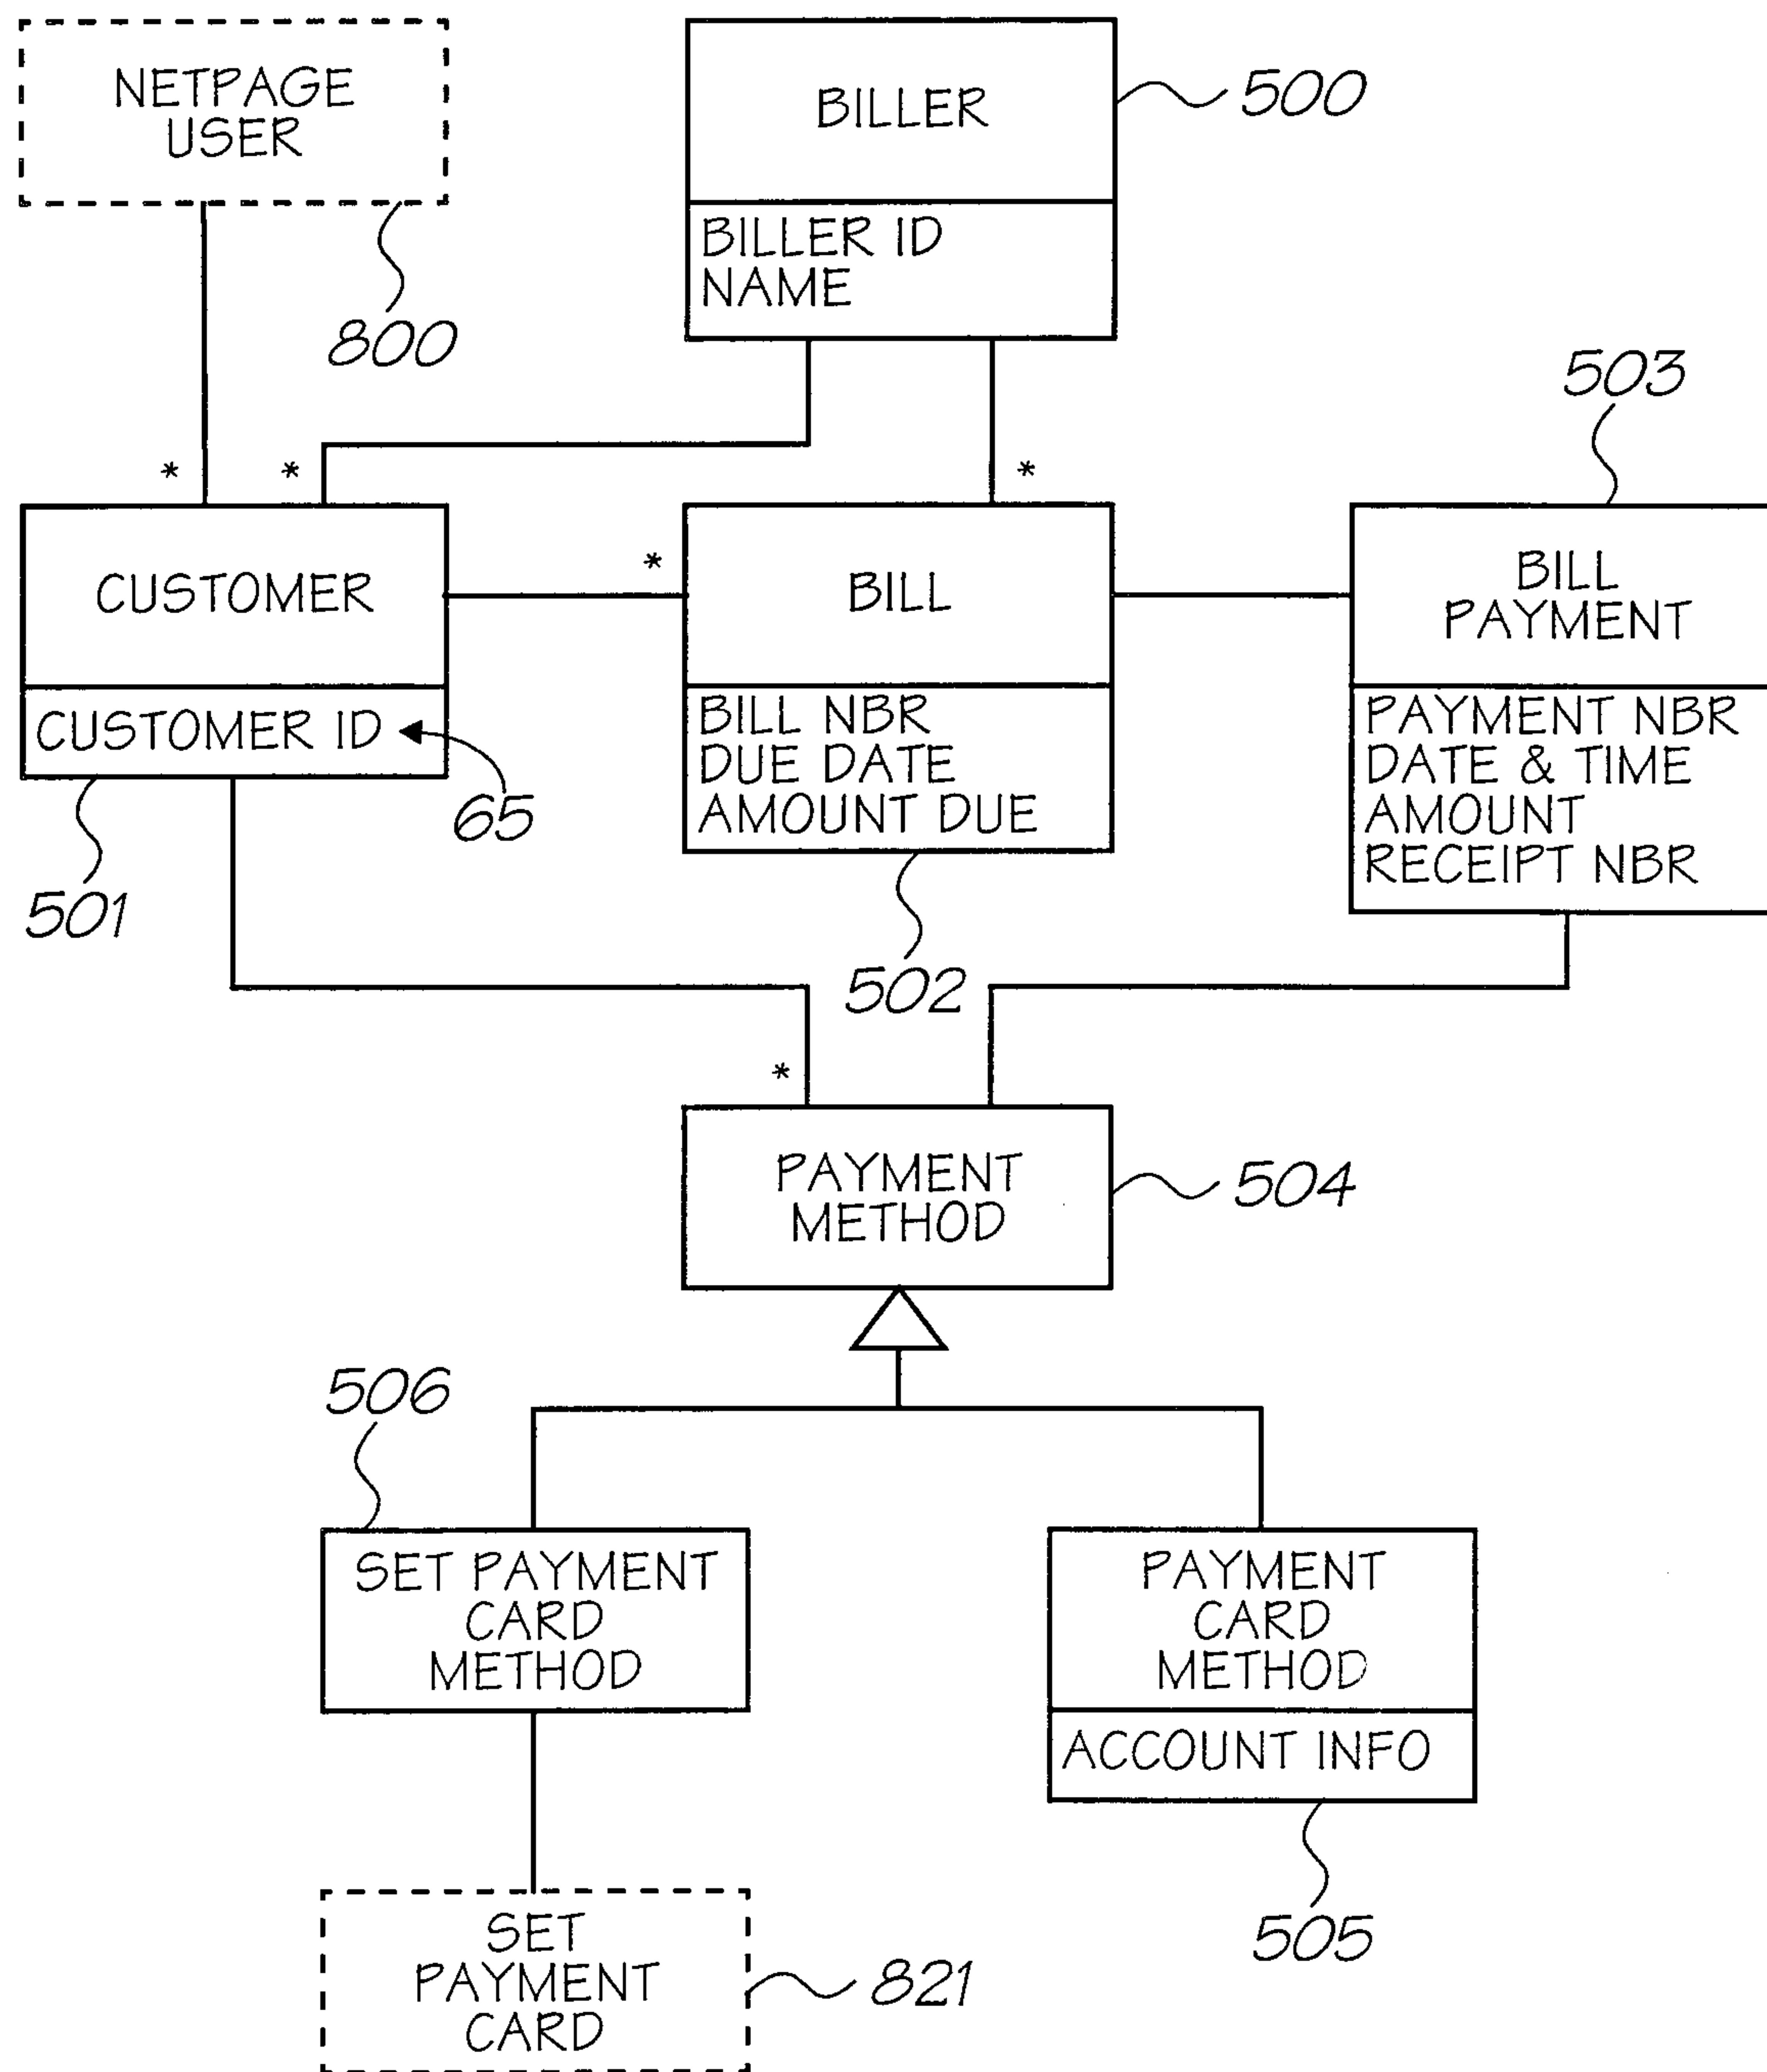 NETPAGE
USER
800
BILLER
500
BILLER ID
NAME
503
*
*
*
CUSTOMER
CUSTOMER ID
65
501
*
BILL
BILL NBR
DUE DATE
AMOUNT DUE
502
BILL
PAYMENT
PAYMENT NBR
DATE & TIME
AMOUNT
RECEIPT NBR
*
PAYMENT
METHOD
504
506
SET PAYMENT
CARD
METHOD
PAYMENT
CARD
METHOD
ACCOUNT INFO
505
SET
PAYMENT
CARD
821